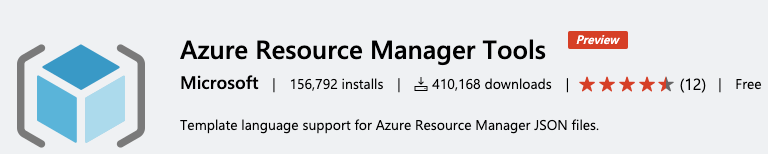 Azure Resource Manager Tools Preview
Microsoft | 156,792 installs | 410,168 downloads | (12) | Free
Template language support for Azure Resource Manager JSON files.